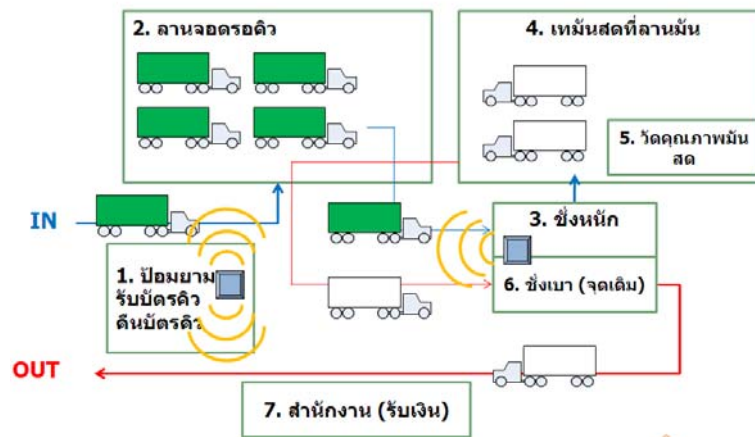 2. ลานจอดรอคิว
4. เทมันสดที่ลานมัน
5. วัดคุณภาพมัน
สด
IN
3. ชั่งหนัก
1. ป้อมยาม
รับบัตรคิว
คืนบัตรคิว
6. ชั่งเบา (จุดเดิม)
OUT
7. สำนักงาน (รับเงิน)